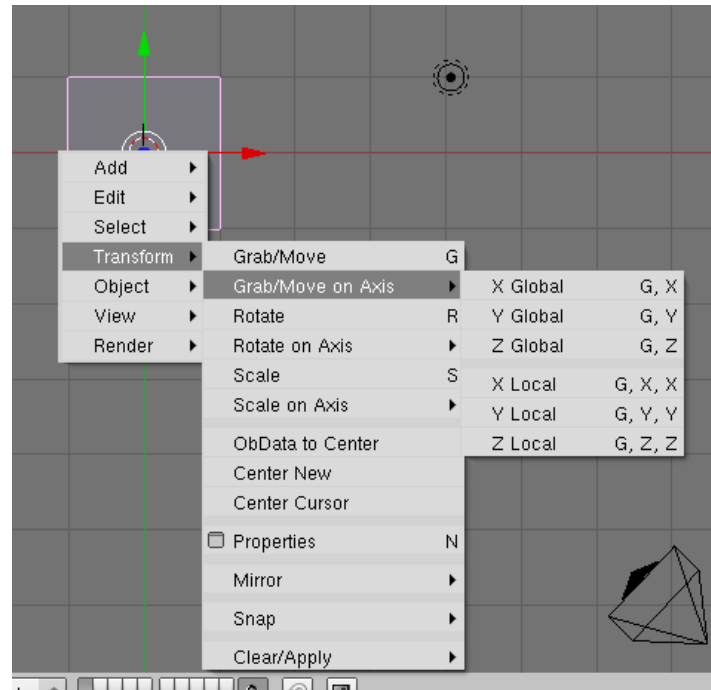 Add
Edit
Select
Transform
Object
View
Render
Grab/Move G
Grab/Move on Axis
Rotate R
Rotate on Axis
Scale S
Scale on Axis
ObData to Center
Center New
Center Cursor
Properties N
Mirror
Snap
Clear/Apply
X Global G, X
Y Global G, Y
Z Global G, Z
X Local G, X, X
Y Local G, Y, Y
Z Local G, Z, Z